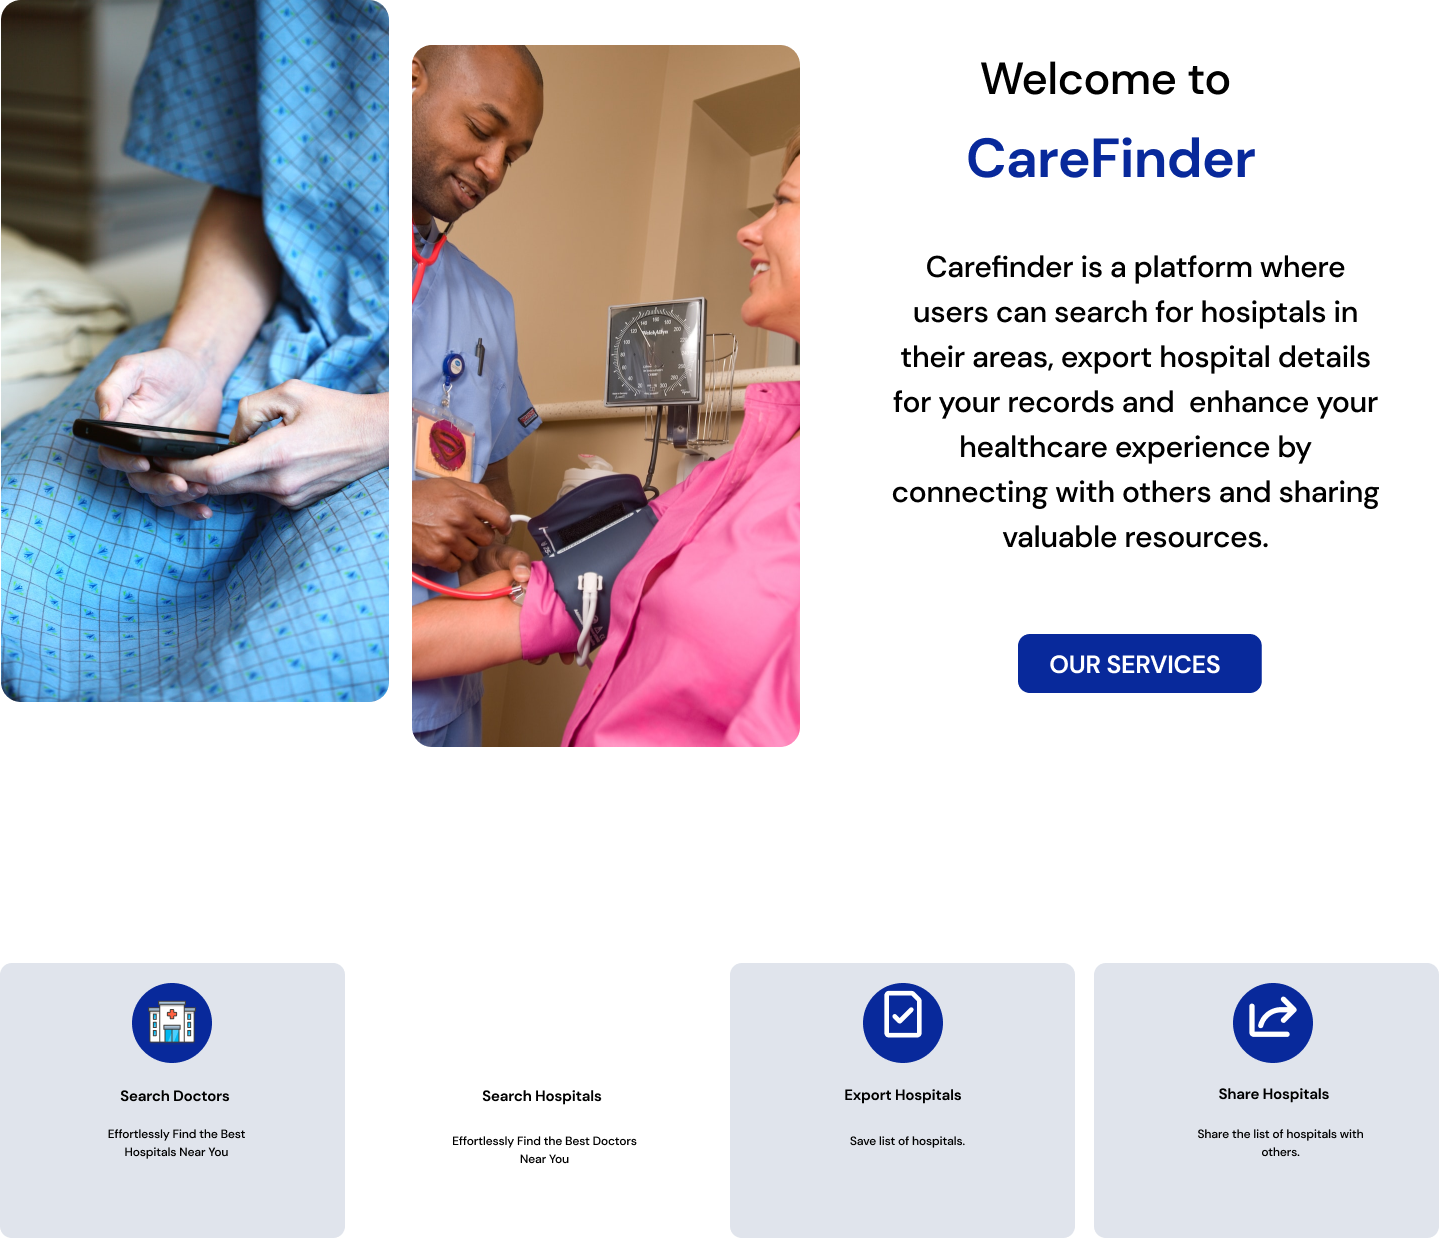 Welcome to
CareFinder
Carefinder is a platform where
users can search for hosiptals in
their areas, export hospital details
for your records and  enhance your
healthcare experience by
connecting with others and sharing
valuable resources.
OUR SERVICES
Search Doctors
Effortlessly Find the Best
Hospitals Near You
Search Hospitals
Effortlessly Find the Best Doctors
Near You
Export Hospitals
Save list of hospitals.
Share Hospitals
Share the list of hospitals with
others.